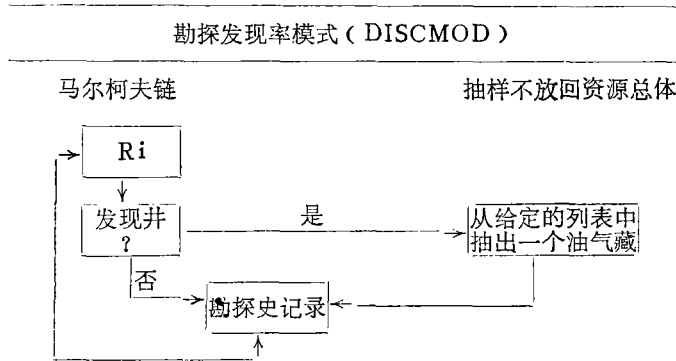 勘探发现率模式(DISCMOD)
马尔柯夫链
抽样不放回资源总体
Ri
发现井
?
是
从给定的列表中
抽出一个油气藏
否
勘探史记录